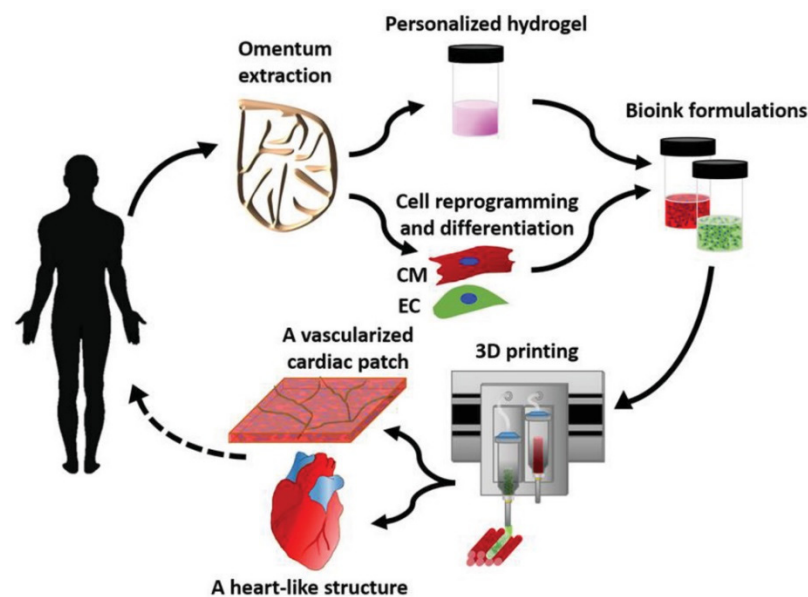 Personalized hydrogel
Omentum
extraction
Bioink formulations
Cell reprogramming
and differentiation
CM
EC
A vascularized
cardiac patch
3D printing
A heart-like structure